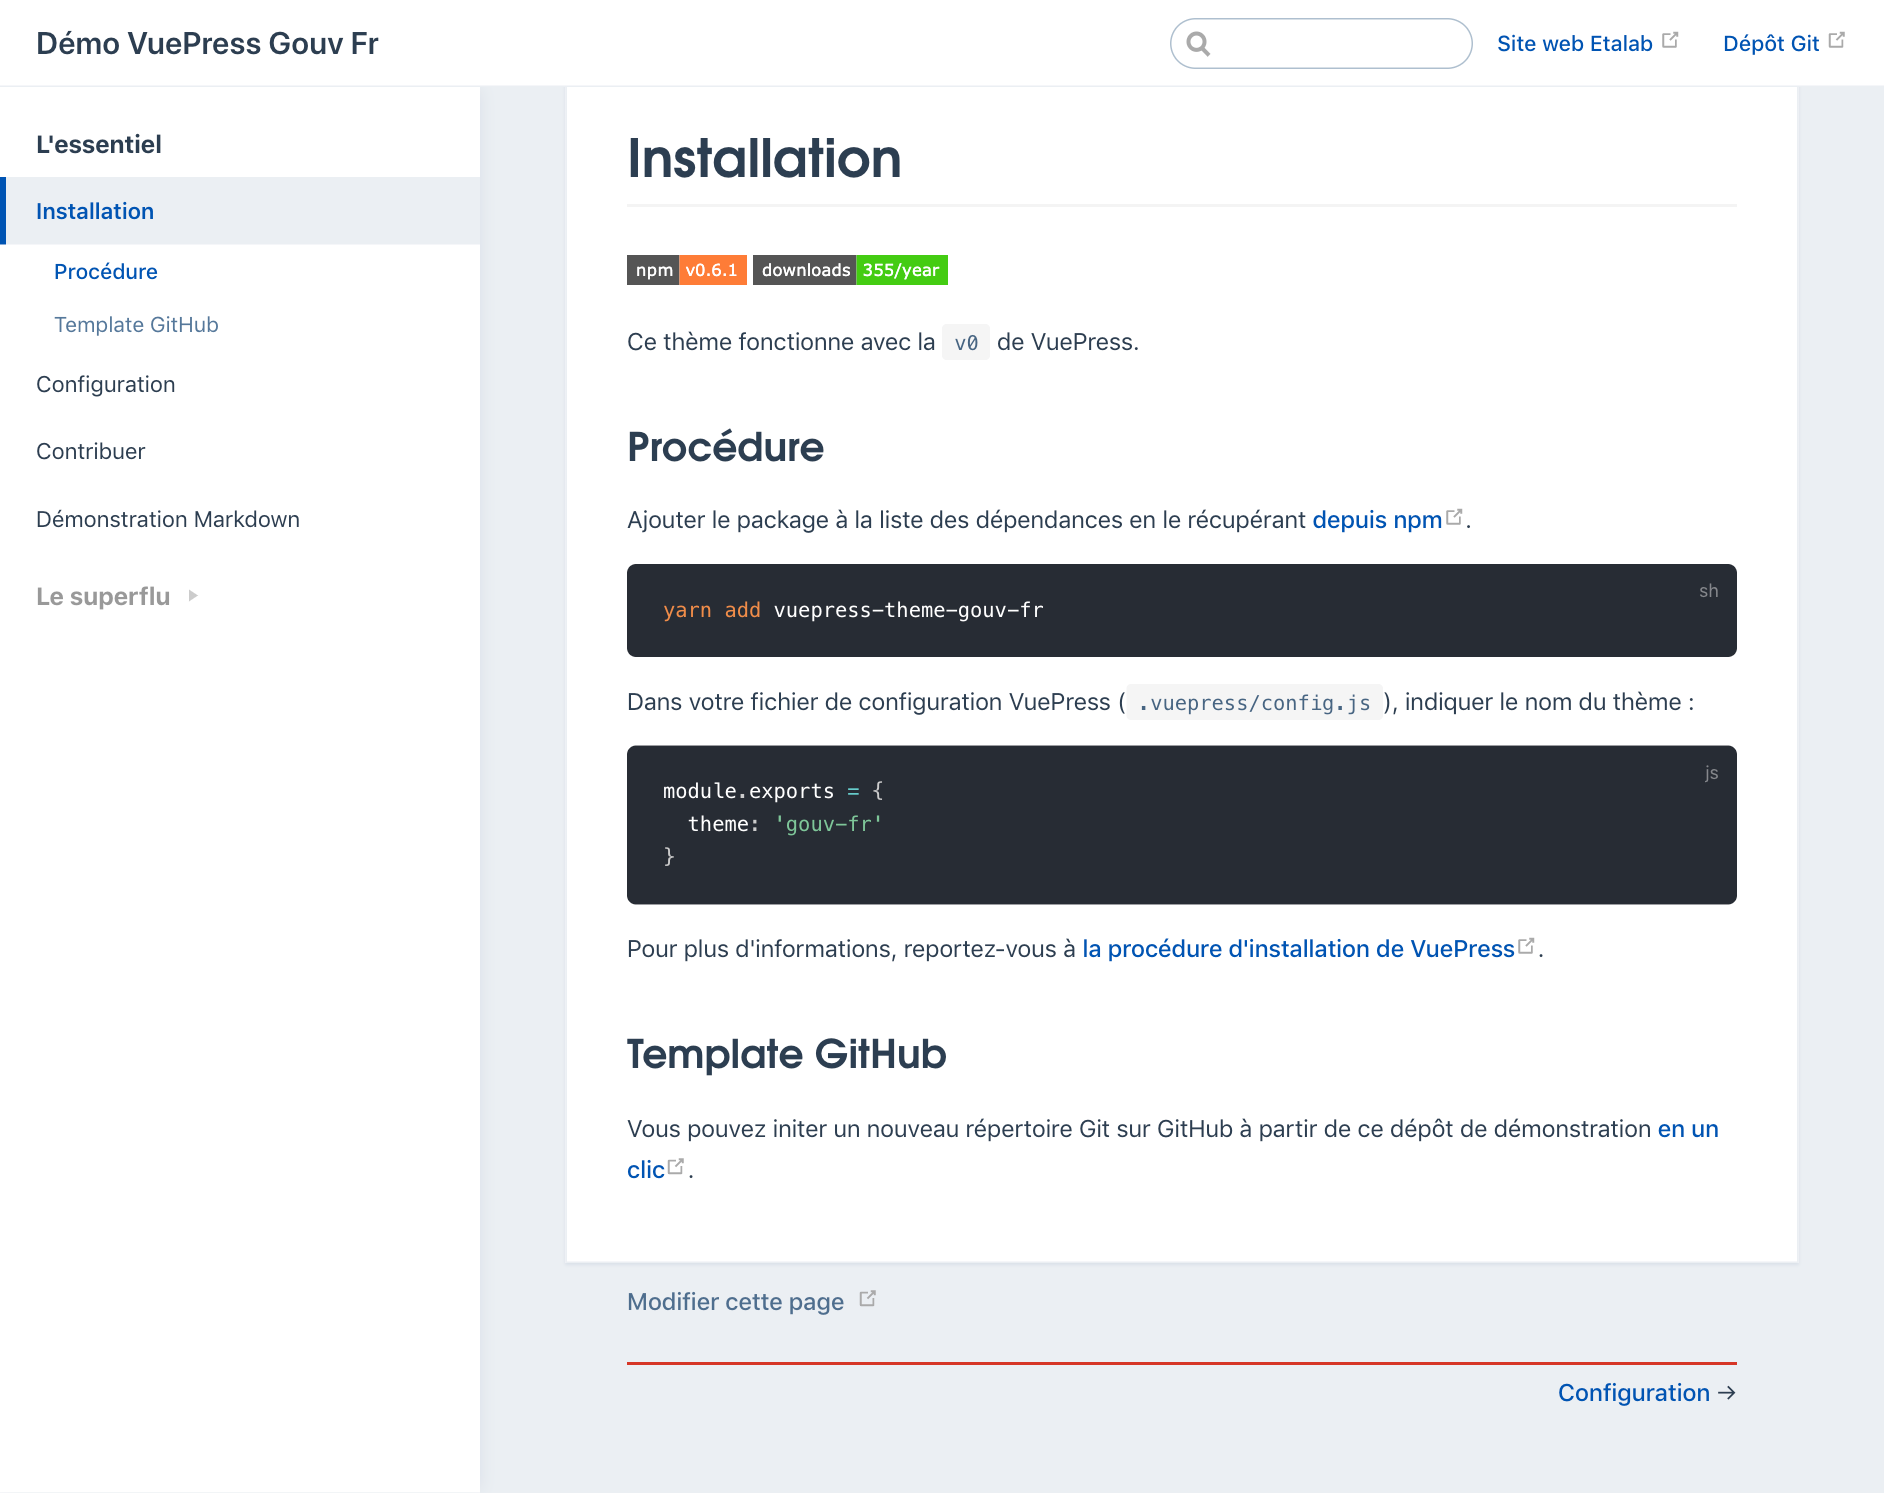 Démo VuePress Gouv Fr
Site web Etalab
Dépôt Git
L'essentiel
Installation
Procédure
Template GitHub
Configuration
Contribuer
Démonstration Markdown
Le superflu
Installation
npm v0.6.1 downloads 355/year
Ce thème fonctionne avec la v0 de VuePress.
Procédure
Ajouter le package à la liste des dépendances en le récupérant depuis npm.
sh
yarn add vuepress-theme-gouv-fr
Dans votre fichier de configuration VuePress (.vuepress/config.js), indiquer le nom du thème :
js
module.exports = {
  theme: 'gouv-fr'
}
Pour plus d'informations, reportez-vous à la procédure d'installation de VuePress.
Template GitHub
Vous pouvez initer un nouveau répertoire Git sur GitHub à partir de ce dépôt de démonstration en un
clic.
Modifier cette page
Configuration →